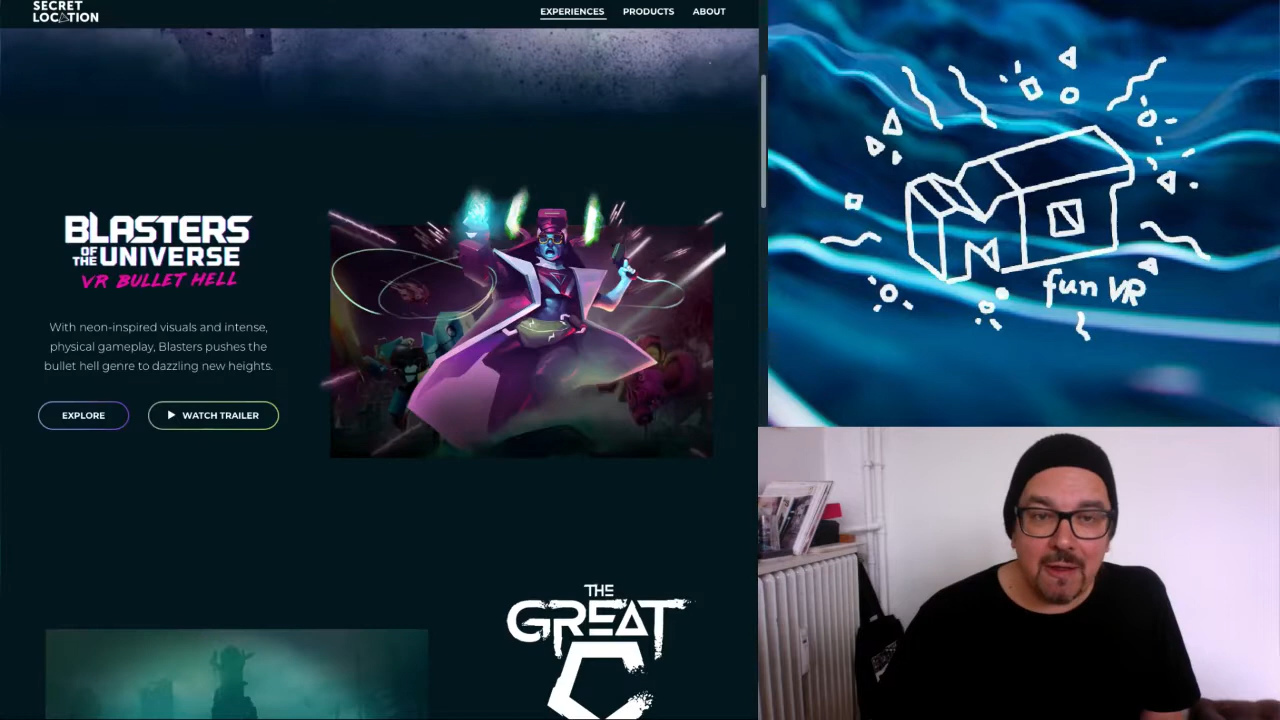 SECRET
LOCATION
EXPERIENCES
PRODUCTS
ABOUT
BLASTERS
OF THE UNIVERSE
VR BULLET HELL
With neon-inspired visuals and intense,
physical gameplay, Blasters pushes the
bullet hell genre to dazzling new heights.
EXPLORE
WATCH TRAILER
THE
GREAT
C
fun VR